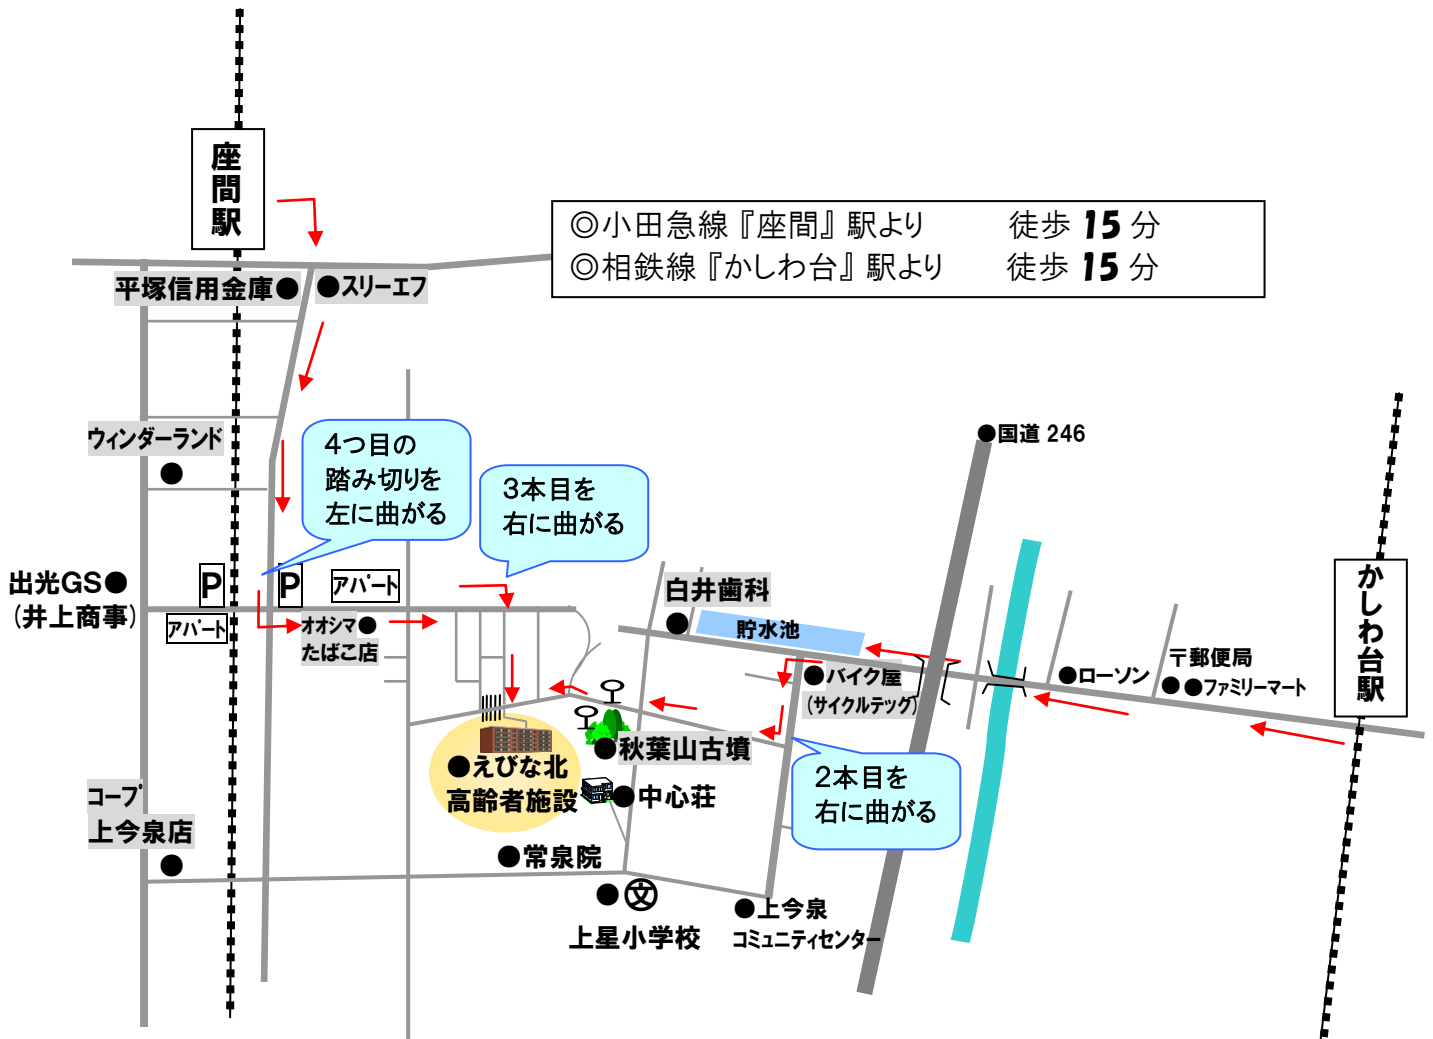 座間駅
◎小田急線『座間』駅より 徒歩 15 分
◎相鉄線『かしわ台』駅より 徒歩 15 分
平塚信用金庫●
●スリーエフ
ウィンダーランド
4つ目の
踏み切りを
左に曲がる
3本目を
右に曲がる
●国道 246
出光GS●
(井上商事)
P
P
アパート
アパート
オオシマ●
たばこ店
白井歯科
貯水池
かしわ台駅
●バイク屋
(サイクルテッグ)
●ローソン
〒郵便局
●●ファミリーマート
●秋葉山古墳
2本目を
右に曲がる
●えびな北
高齢者施設
●中心荘
コープ
上今泉店
●常泉院
●文
上星小学校
●上今泉
コミュニティセンター